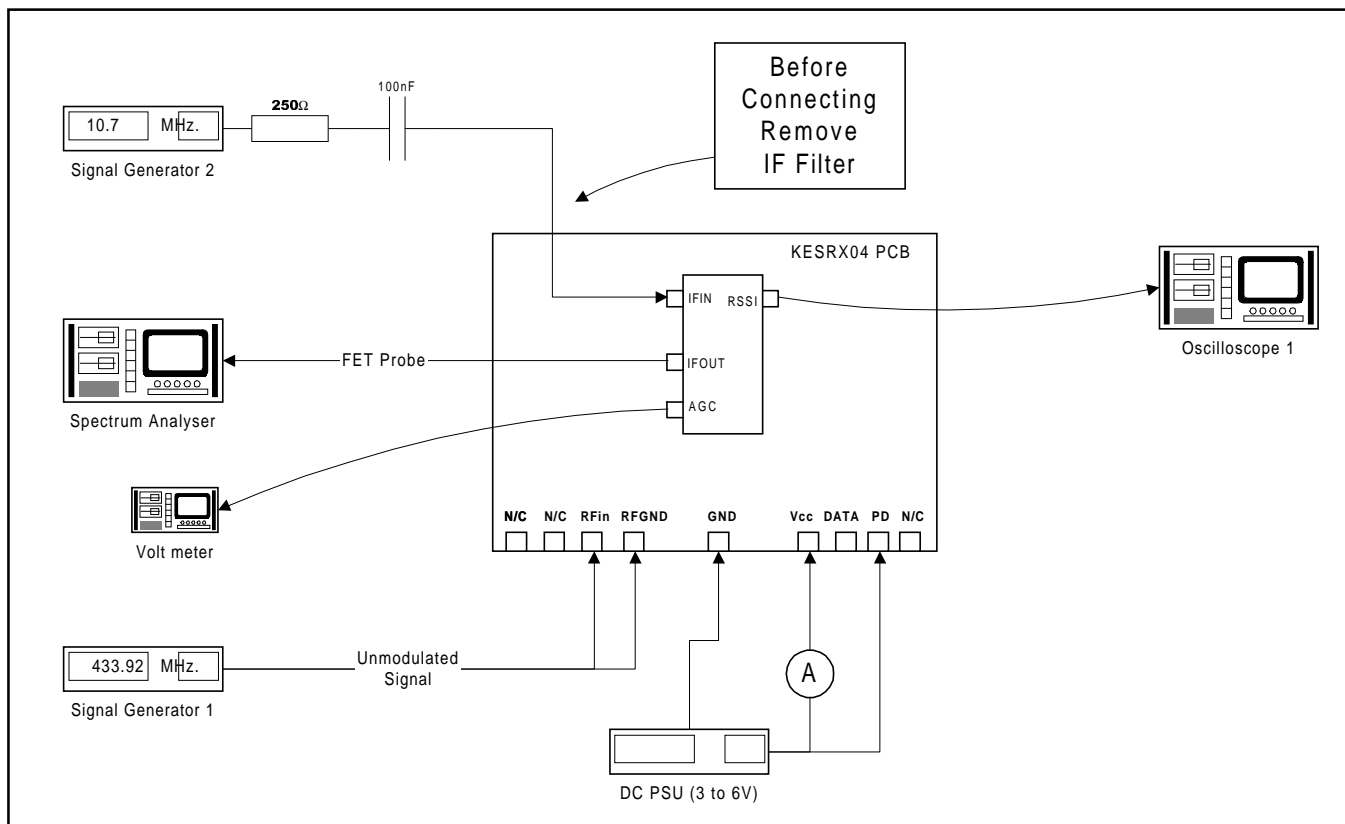 Before
Connecting
Remove
IF Filter
100nF
250Ω
10.7 MHz.
Signal Generator 2
KESRX04 PCB
IFIN
RSSI
Oscilloscope 1
FET Probe
IFOUT
Spectrum Analyser
AGC
Volt meter
N/C N/C RFin RFGND GND Vcc DATA PD N/C
433.92 MHz.
Unmodulated
Signal
Signal Generator 1
A
DC PSU (3 to 6V)